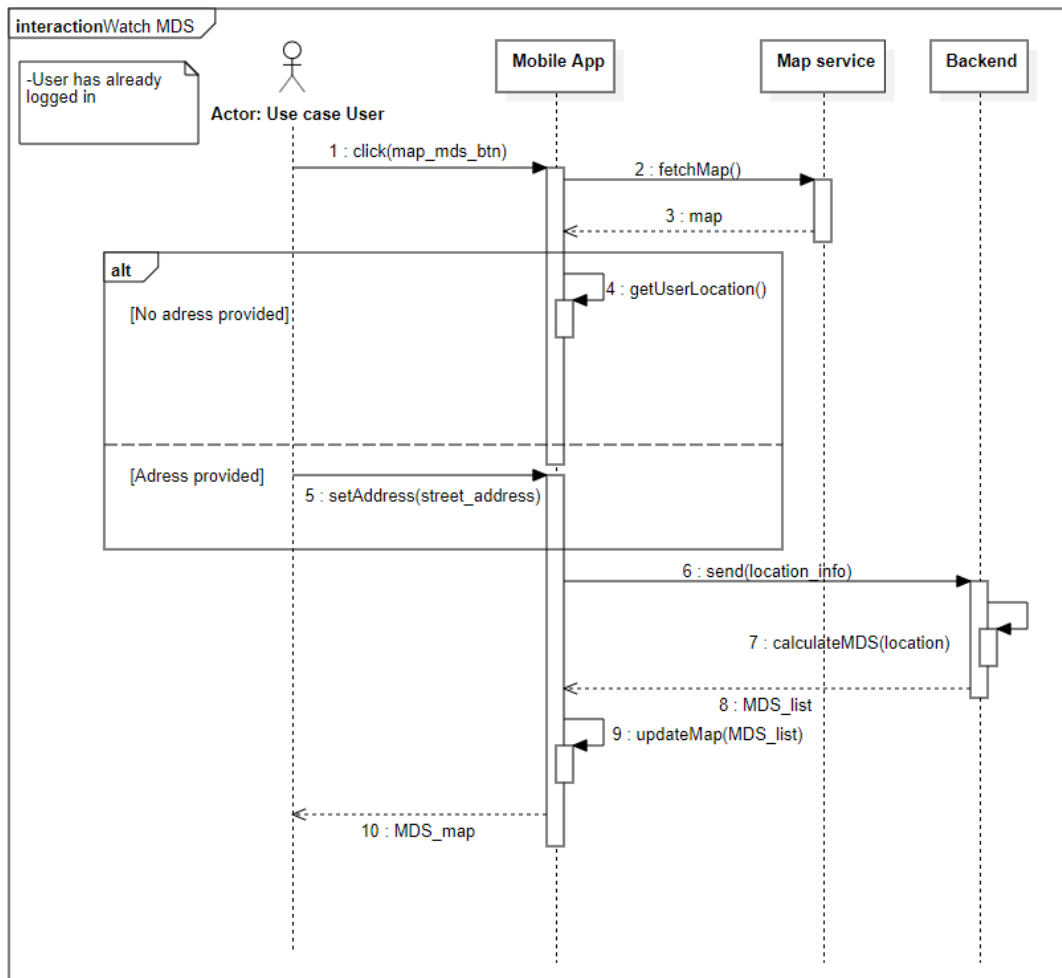 interactionWatch MDS
-User has already
logged in
Actor: Use case User
Mobile App
Map service
Backend
1 : click(map_mds_btn)
2 : fetchMap()
3 : map
alt
4 : getUserLocation()
[No adress provided]
[Adress provided]
5 : setAddress(street_address)
6 : send(location_info)
7 : calculateMDS(location)
8 : MDS_list
9 : updateMap(MDS_list)
10 : MDS_map